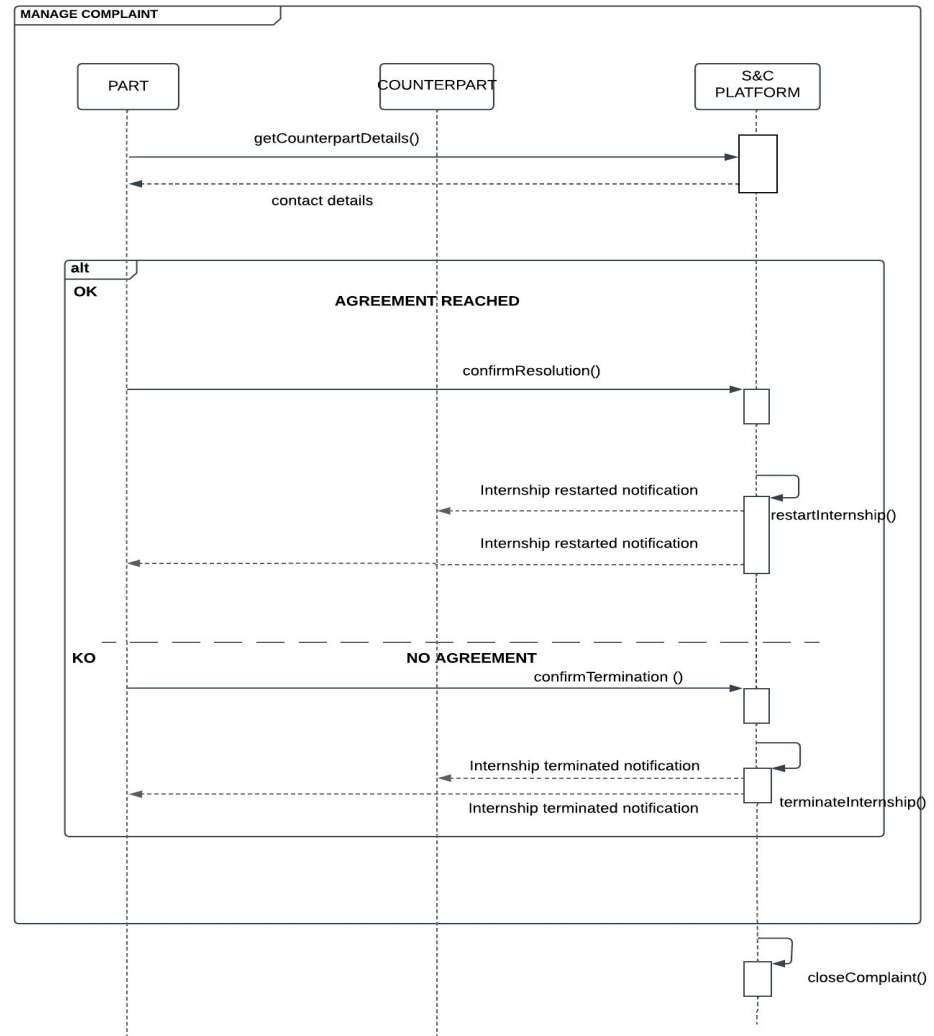 MANAGE COMPLAINT
PART
COUNTERPART
S&C
PLATFORM
getCounterpartDetails()
contact details
alt
OK
AGREEMENT REACHED
confirmResolution()
Internship restarted notification
restartInternship()
Internship restarted notification
KO
NO AGREEMENT
confirmTermination ()
Internship terminated notification
terminateInternship()
Internship terminated notification
closeComplaint()